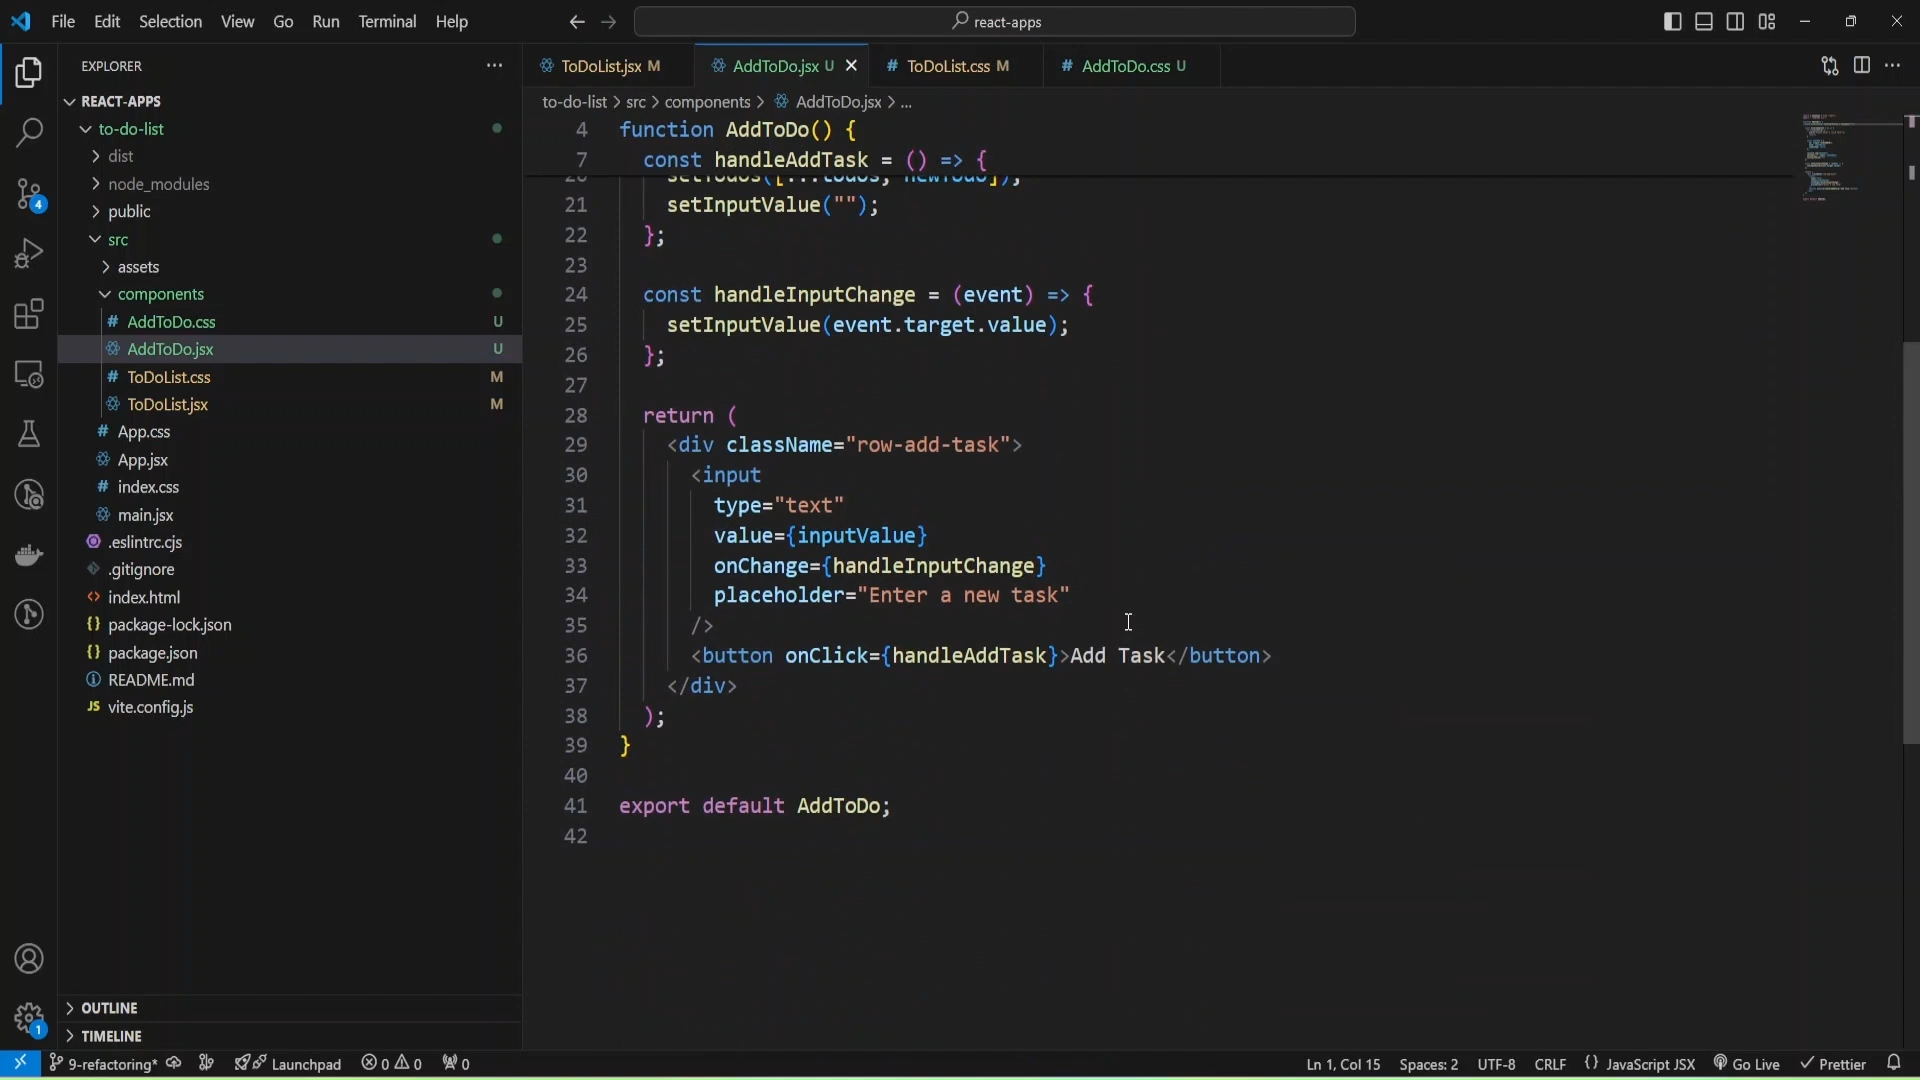 File Edit Selection View Go Run Terminal Help
react-apps
EXPLORER
REACT-APPS
to-do-list
dist
node_modules
public
src
assets
components
AddToDo.css U
AddToDo.jsx U
ToDoList.css M
ToDoList.jsx M
App.css
App.jsx
index.css
main.jsx
.eslintrc.cjs
.gitignore
index.html
package-lock.json
package.json
README.md
vite.config.js
OUTLINE
TIMELINE
4
1
ToDoList.jsx M AddToDo.jsx U ToDoList.css M AddToDo.css U
to-do-list > src > components > AddToDo.jsx > ...
4 function AddToDo() {
7 const handleAddTask = () => {
20 setTodos([...todos, newTodo]);
21 setInputValue("");
22 };
23
24 const handleInputChange = (event) => {
25 setInputValue(event.target.value);
26 };
27
28 return (
29 <div className="row-add-task">
30 <input
31 type="text"
32 value={inputValue}
33 onChange={handleInputChange}
34 placeholder="Enter a new task"
35 />
36 <button onClick={handleAddTask}>Add Task</button>
37 </div>
38 );
39 }
40
41 export default AddToDo;
42
9-refactoring* Launchpad 0 0 0 Ln 1, Col 15 Spaces: 2 UTF-8 CRLF {} JavaScript JSX Go Live Prettier